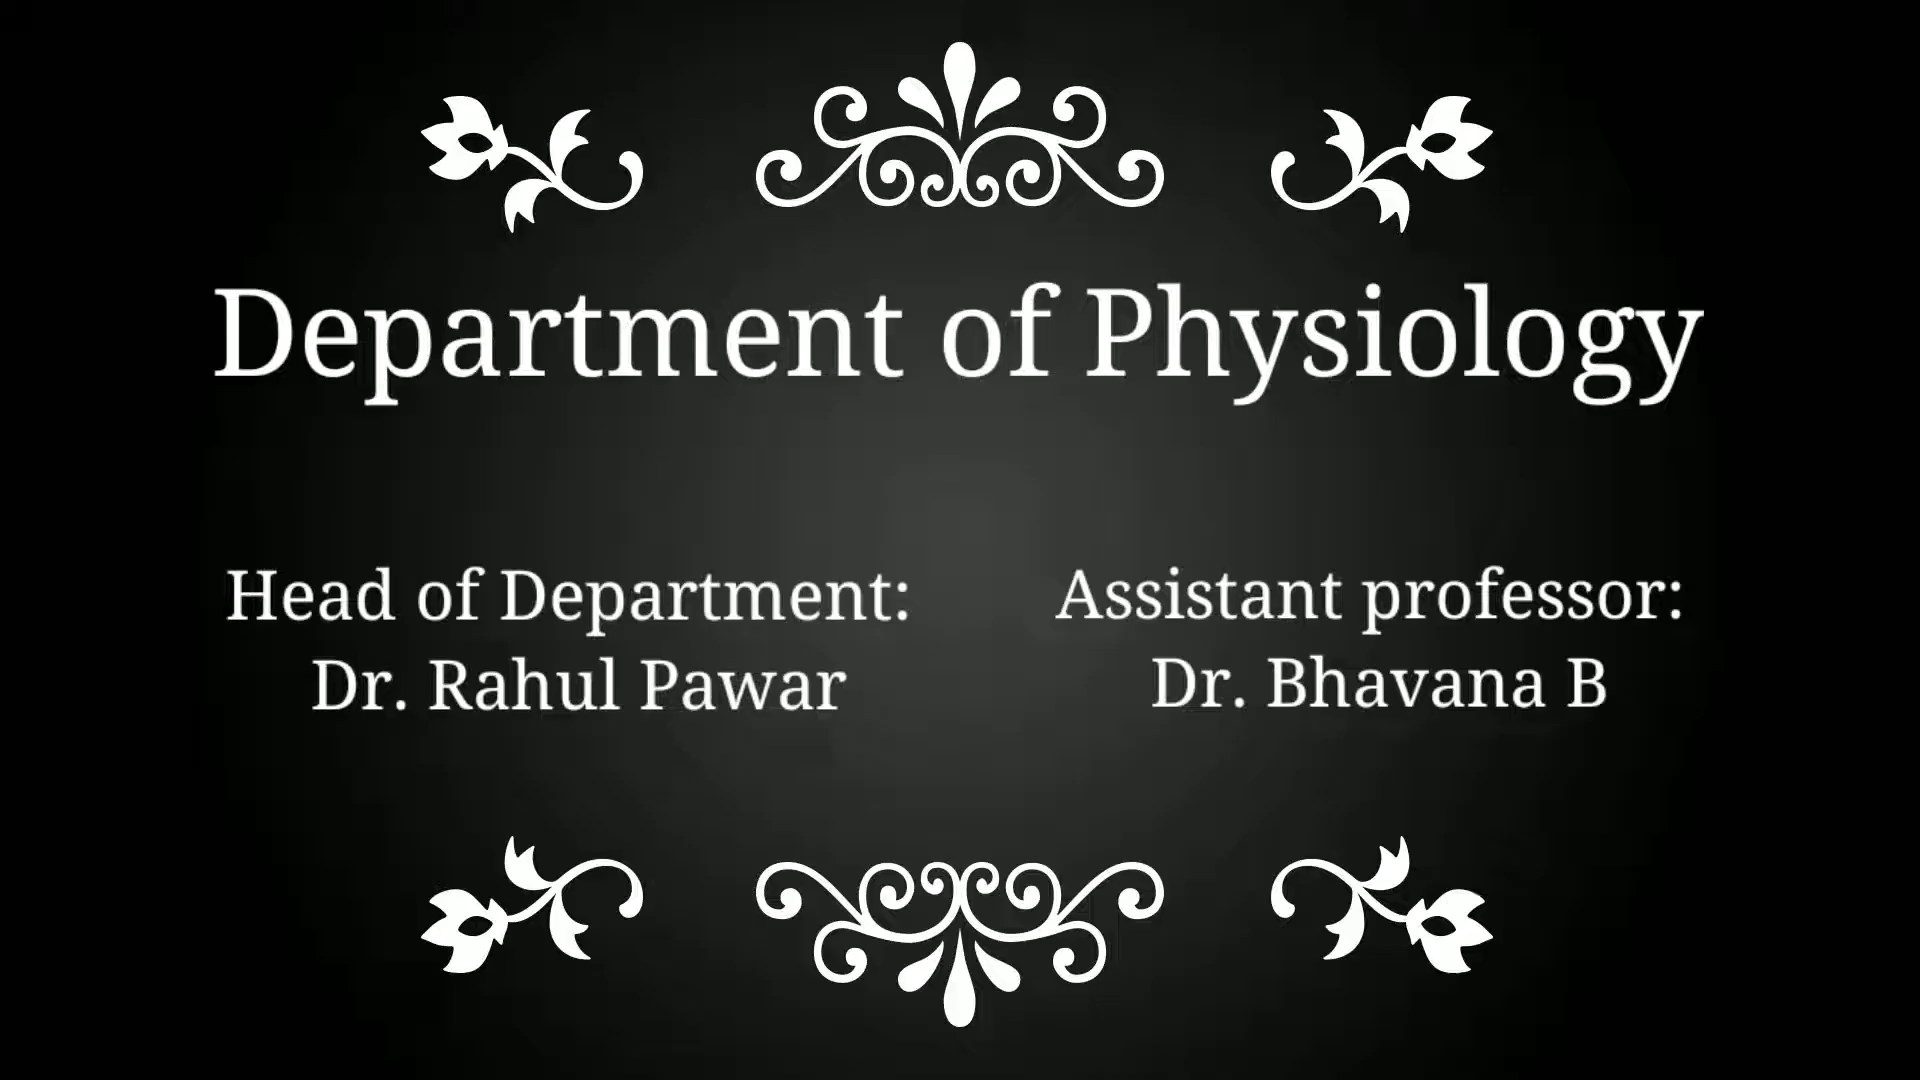 Department of Physiology
Head of Department:
Dr. Rahul Pawar
Assistant professor:
Dr. Bhavana B